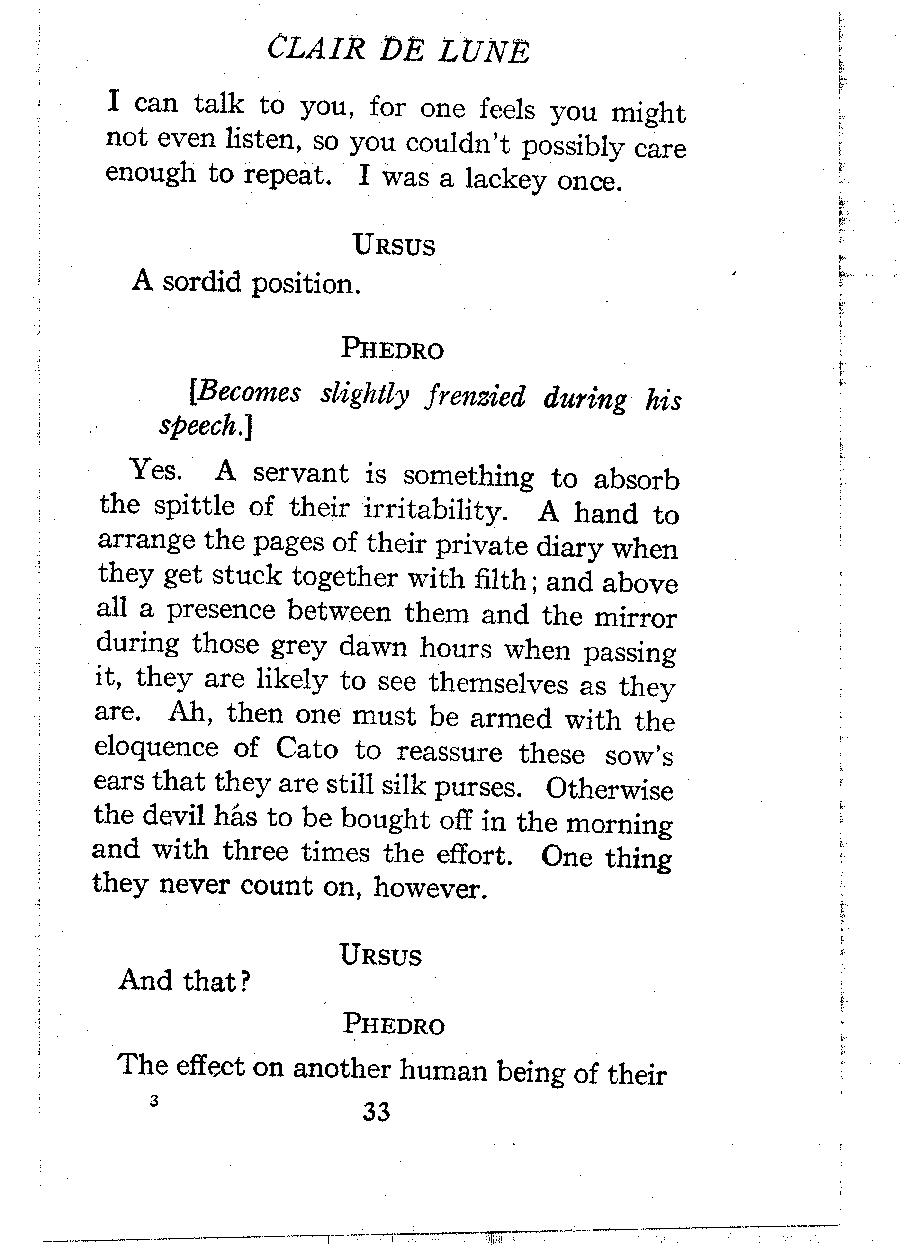 CLAIR DE LUNE
I can talk to you, for one feels you might
not even listen, so you couldn't possibly care
enough to repeat. I was a lackey once.
URSUS
A sordid position.
PHEDRO
[Becomes slightly frenzied during his
speech.]
Yes. A servant is something to absorb
the spittle of their irritability. A hand to
arrange the pages of their private diary when
they get stuck together with filth; and above
all a presence between them and the mirror
during those grey dawn hours when passing
it, they are likely to see themselves as they
are. Ah, then one must be armed with the
eloquence of Cato to reassure these sow's
ears that they are still silk purses. Otherwise
the devil hás to be bought off in the morning
and with three times the effort. One thing
they never count on, however.
URSUS
And that?
PHEDRO
The effect on another human being of their
3 33